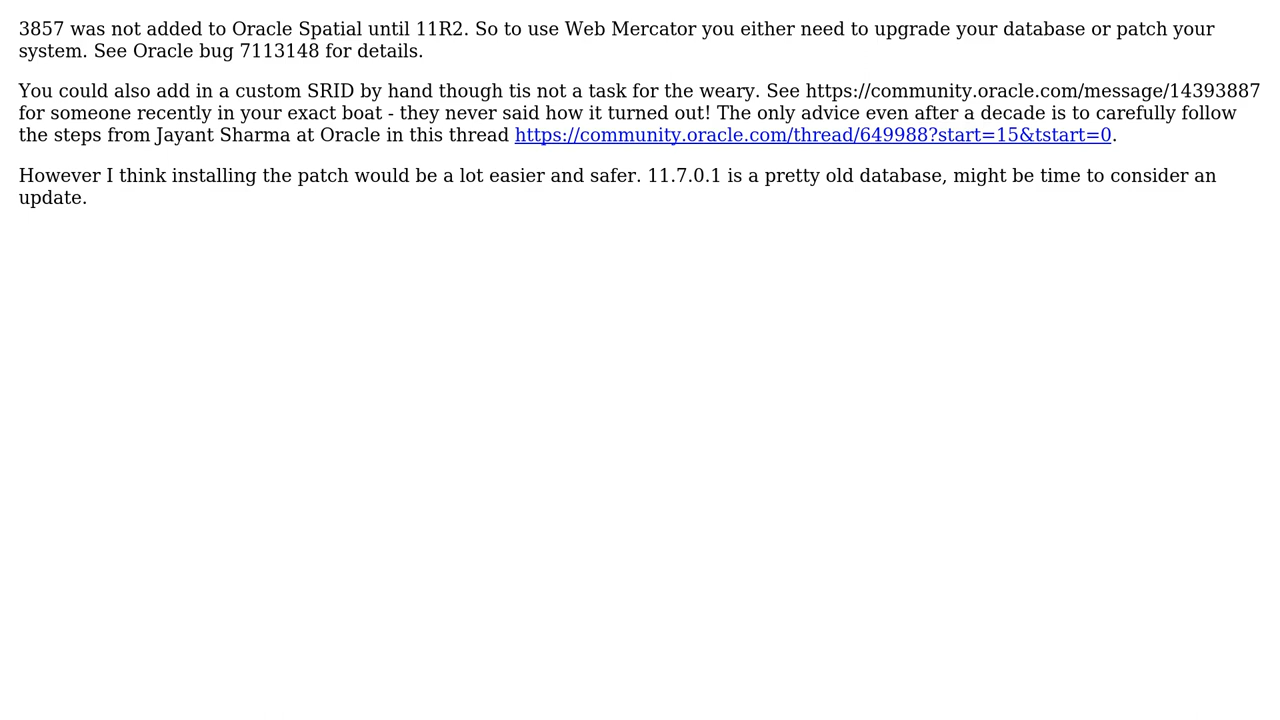 3857 was not added to Oracle Spatial until 11R2. So to use Web Mercator you either need to upgrade your database or patch your
system. See Oracle bug 7113148 for details.
You could also add in a custom SRID by hand though tis not a task for the weary. See https://community.oracle.com/message/14393887
for someone recently in your exact boat - they never said how it turned out! The only advice even after a decade is to carefully follow
the steps from Jayant Sharma at Oracle in this thread https://community.oracle.com/thread/649988?start=15&tstart=0.
However I think installing the patch would be a lot easier and safer. 11.7.0.1 is a pretty old database, might be time to consider an
update.